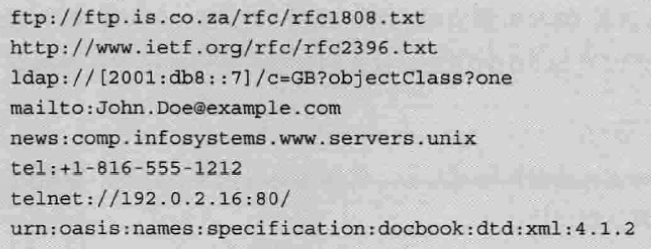 ftp://ftp.is.co.za/rfc/rfc1808.txt
http://www.ietf.org/rfc/rfc2396.txt
ldap://[2001:db8::7]/c=GB?objectClass?one
mailto:John.Doe@example.com
news:comp.infosystems.www.servers.unix
tel:+1-816-555-1212
telnet://192.0.2.16:80/
urn:oasis:names:specification:docbook:dtd:xml:4.1.2